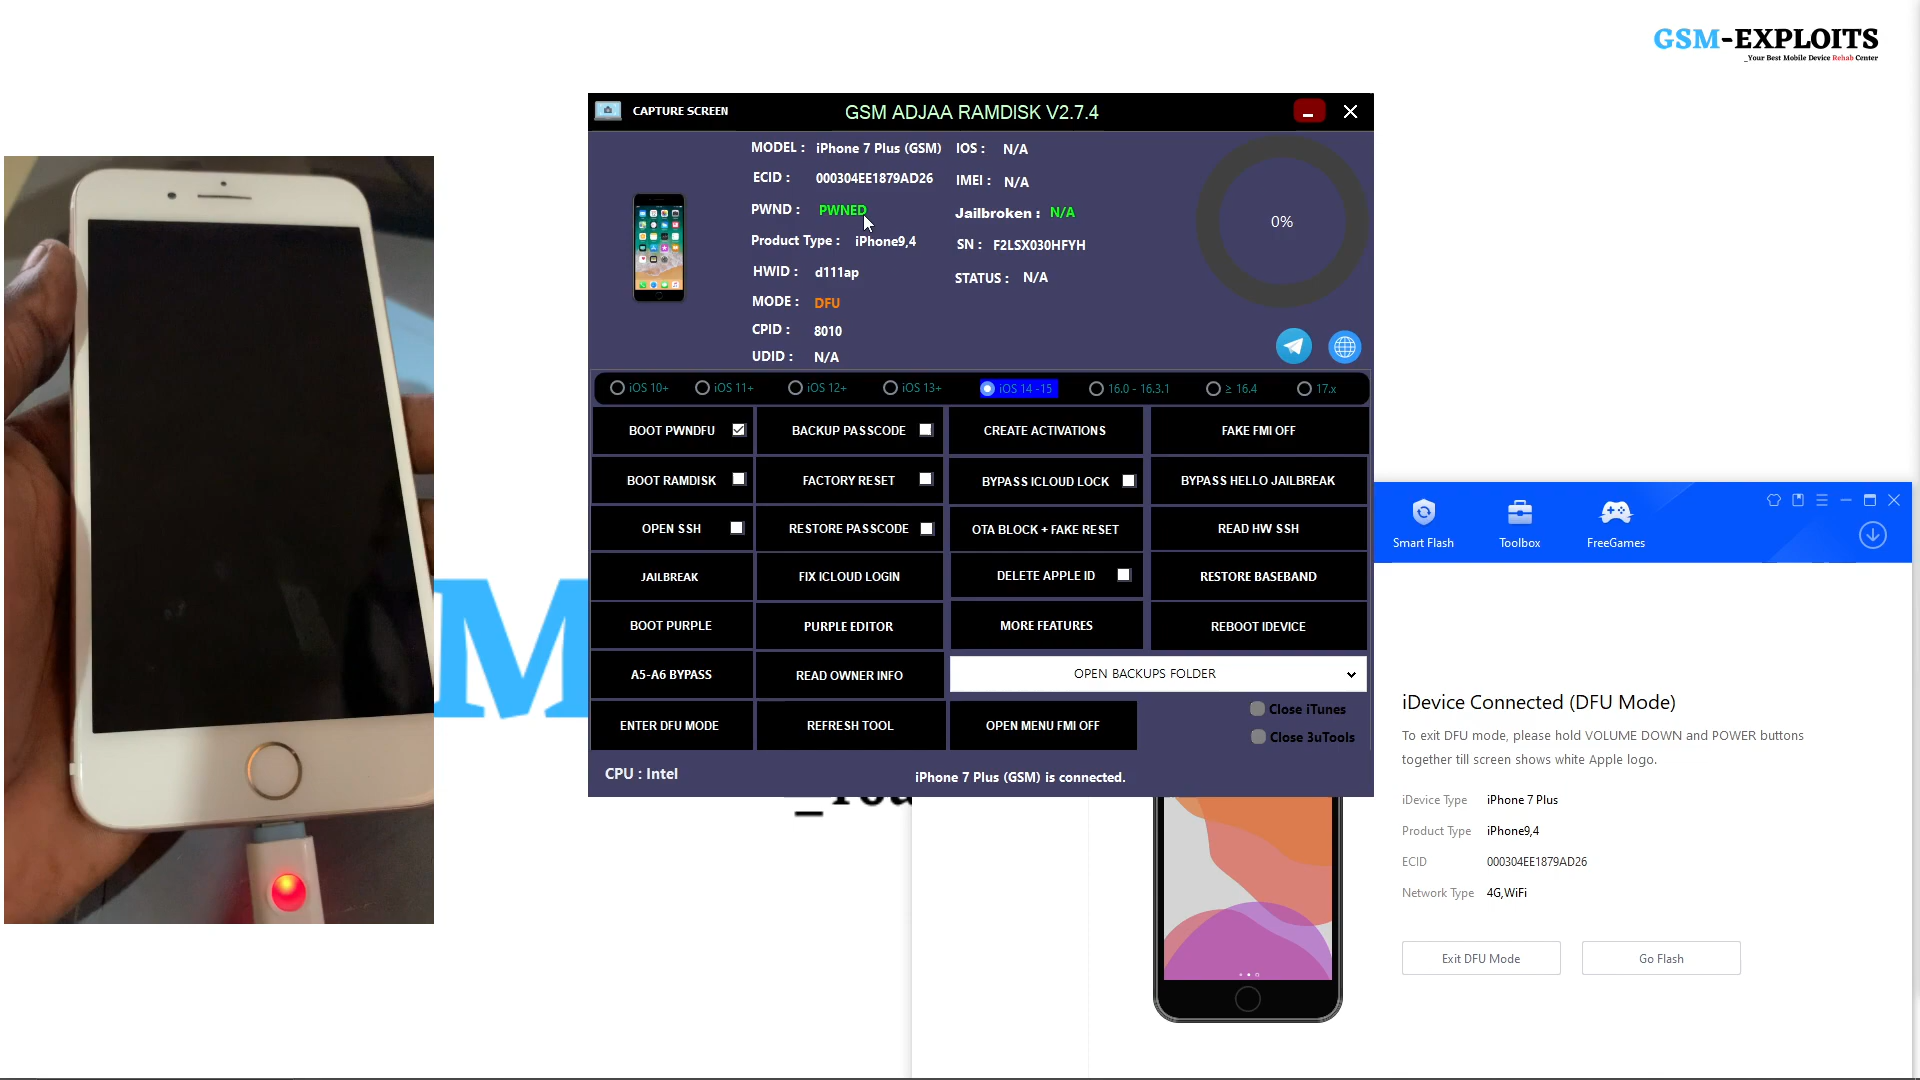 GSM-EXPLOITS
_Your Best Mobile Device Rehab Center
CAPTURE SCREEN
GSM ADJAA RAMDISK V2.7.4
MODEL : iPhone 7 Plus (GSM)
IOS : N/A
ECID : 000304EE1879AD26
IMEI : N/A
PWND : PWNED
Jailbroken : N/A
Product Type : iPhone9,4
SN : F2LSX030HFYH
HWID : d111ap
STATUS : N/A
MODE : DFU
CPID : 8010
UDID : N/A
0%
iOS 10+ iOS 11+ iOS 12+ iOS 13+ iOS 14 -15 16.0 - 16.3.1 ≥ 16.4 17.x
BOOT PWNDFU BACKUP PASSCODE CREATE ACTIVATIONS FAKE FMI OFF
BOOT RAMDISK FACTORY RESET BYPASS ICLOUD LOCK BYPASS HELLO JAILBREAK
OPEN SSH RESTORE PASSCODE OTA BLOCK + FAKE RESET READ HW SSH
JAILBREAK FIX ICLOUD LOGIN DELETE APPLE ID RESTORE BASEBAND
BOOT PURPLE PURPLE EDITOR MORE FEATURES REBOOT IDEVICE
A5-A6 BYPASS READ OWNER INFO OPEN BACKUPS FOLDER
ENTER DFU MODE REFRESH TOOL OPEN MENU FMI OFF
Close iTunes
Close 3uTools
CPU : Intel
iPhone 7 Plus (GSM) is connected.
M
Smart Flash Toolbox FreeGames
iDevice Connected (DFU Mode)
To exit DFU mode, please hold VOLUME DOWN and POWER buttons
together till screen shows white Apple logo.
iDevice Type iPhone 7 Plus
Product Type iPhone9,4
ECID 000304EE1879AD26
Network Type 4G,WiFi
Exit DFU Mode Go Flash